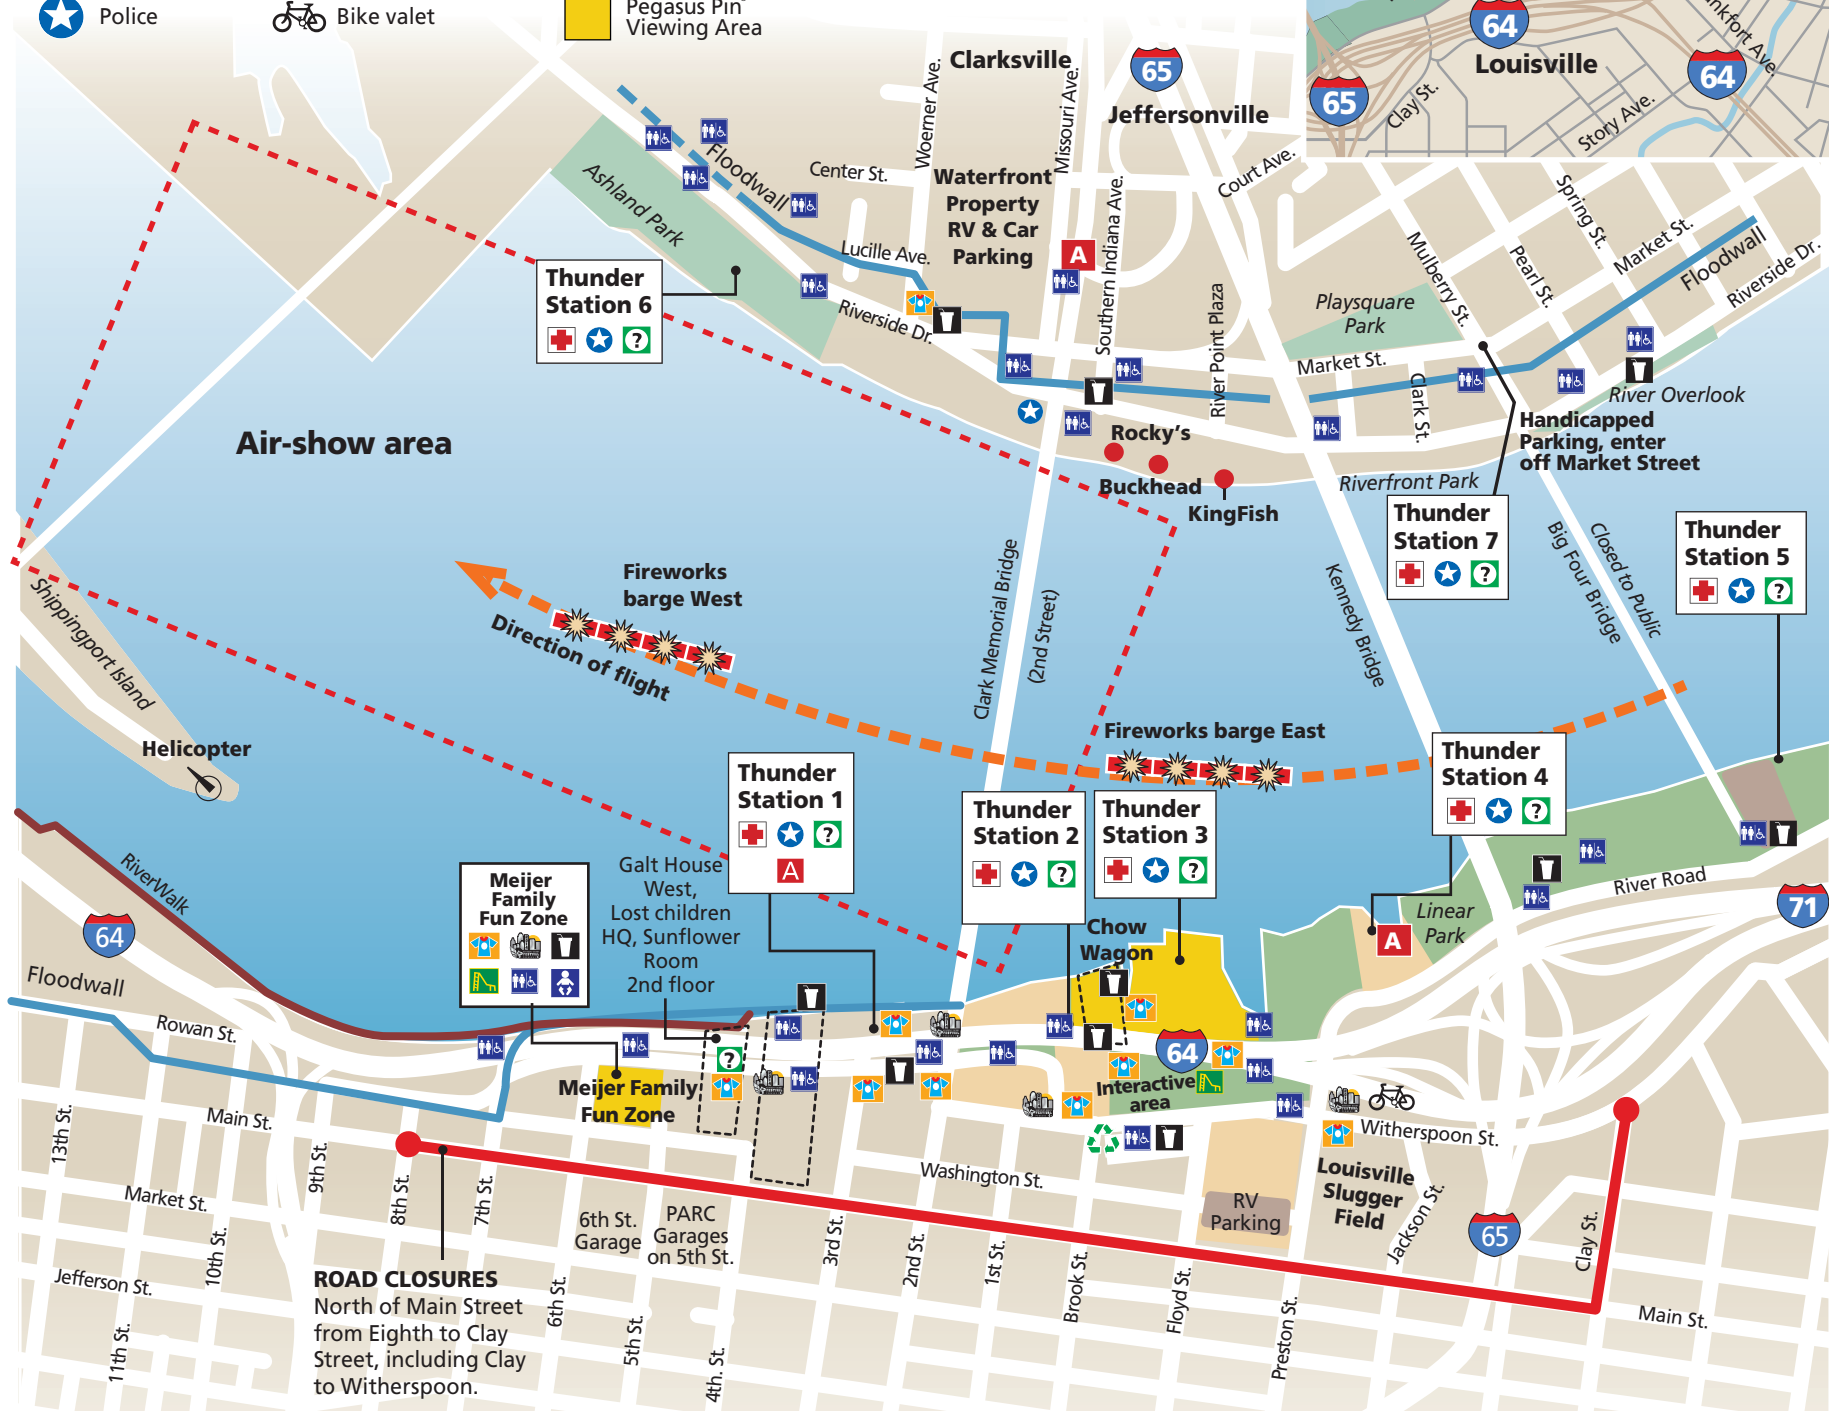 Police
Bike valet
Pegasus Pin
Viewing Area
64
65
64
Louisville
Clay St.
Story Ave.
Clarksville
65
Jeffersonville
Woerner Ave.
Missouri Ave.
Center St.
Court Ave.
Floodwall
Ashland Park
Waterfront
Property
RV & Car
Parking
A
Lucille Ave.
Southern Indiana Ave.
River Point Plaza
Riverside Dr.
Spring St.
Pearl St.
Mulberry St.
Market St.
Floodwall
Riverside Dr.
Playsquare
Park
Market St.
Clark St.
River Overlook
Handicapped
Parking, enter
off Market Street
Riverfront Park
Thunder
Station 6
?
Air-show area
Rocky's
Buckhead
KingFish
Thunder
Station 7
?
Thunder
Station 5
?
Closed to Public
Big Four Bridge
Kennedy Bridge
Clark Memorial Bridge
(2nd Street)
Fireworks
barge West
Direction of flight
Fireworks barge East
Shippingport Island
Helicopter
Thunder
Station 1
?
A
Thunder
Station 2
?
Thunder
Station 3
?
Thunder
Station 4
?
RiverWalk
64
Floodwall
Rowan St.
Meijer
Family
Fun Zone
Galt House
West,
Lost children
HQ, Sunflower
Room
2nd floor
?
Chow
Wagon
A
Linear
Park
River Road
71
64
Interactive
area
Meijer Family
Fun Zone
Witherspoon St.
Louisville
Slugger
Field
RV
Parking
65
Washington St.
Main St.
Market St.
Jefferson St.
13th St.
11th St.
10th St.
9th St.
8th St.
7th St.
6th St.
5th St.
4th. St.
3rd St.
2nd St.
1st St.
Brook St.
Floyd St.
Preston St.
Jackson St.
Clay St.
Main St.
6th St.
Garage
PARC
Garages
on 5th St.
ROAD CLOSURES
North of Main Street
from Eighth to Clay
Street, including Clay
to Witherspoon.